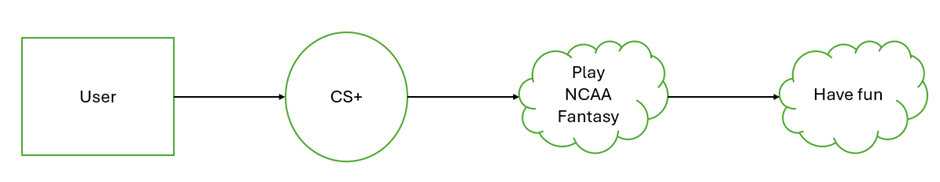 User
CS+
Play
NCAA
Fantasy
Have fun